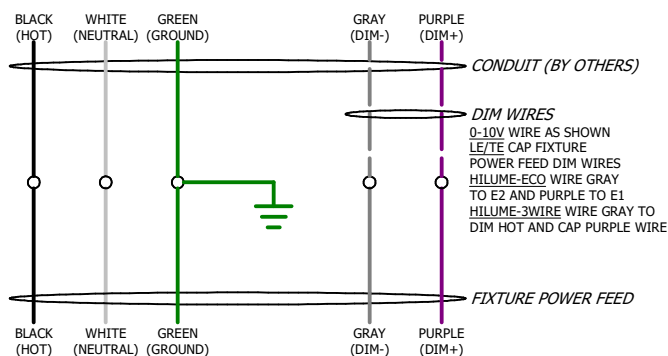 BLACK
(HOT)
WHITE
(NEUTRAL)
GREEN
(GROUND)
GRAY
(DIM-)
PURPLE
(DIM+)
CONDUIT (BY OTHERS)
DIM WIRES
0-10V WIRE AS SHOWN
LE/TE CAP FIXTURE
POWER FEED DIM WIRES
HILUME-ECO WIRE GRAY
TO E2 AND PURPLE TO E1
HILUME-3WIRE WIRE GRAY TO
DIM HOT AND CAP PURPLE WIRE
FIXTURE POWER FEED
BLACK
(HOT)
WHITE
(NEUTRAL)
GREEN
(GROUND)
GRAY
(DIM-)
PURPLE
(DIM+)